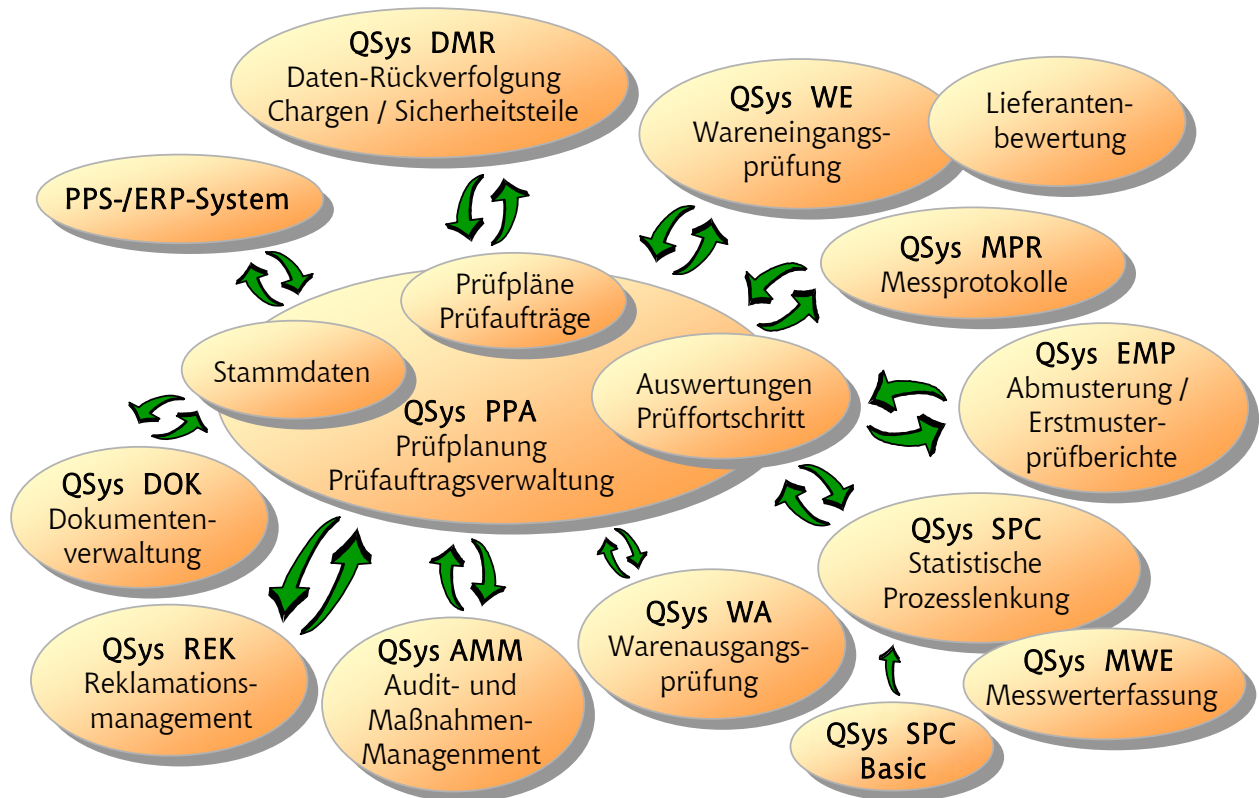 QSys DMR
Daten-Rückverfolgung
Chargen / Sicherheitsteile
QSys WE
Wareneingangs-
prüfung
Lieferanten-
bewertung
PPS-/ERP-System
QSys MPR
Messprotokolle
Prüfpläne
Prüfaufträge
Stammdaten
Auswertungen
Prüffortschritt
QSys PPA
Prüfplanung
Prüfauftragsverwaltung
QSys EMP
Abmusterung /
Erstmuster-
prüfberichte
QSys DOK
Dokumenten-
verwaltung
QSys SPC
Statistische
Prozesslenkung
QSys REK
Reklamations-
management
QSys AMM
Audit- und
Maßnahmen-
Managenment
QSys WA
Warenausgangs-
prüfung
QSys MWE
Messwerterfassung
QSys SPC
Basic